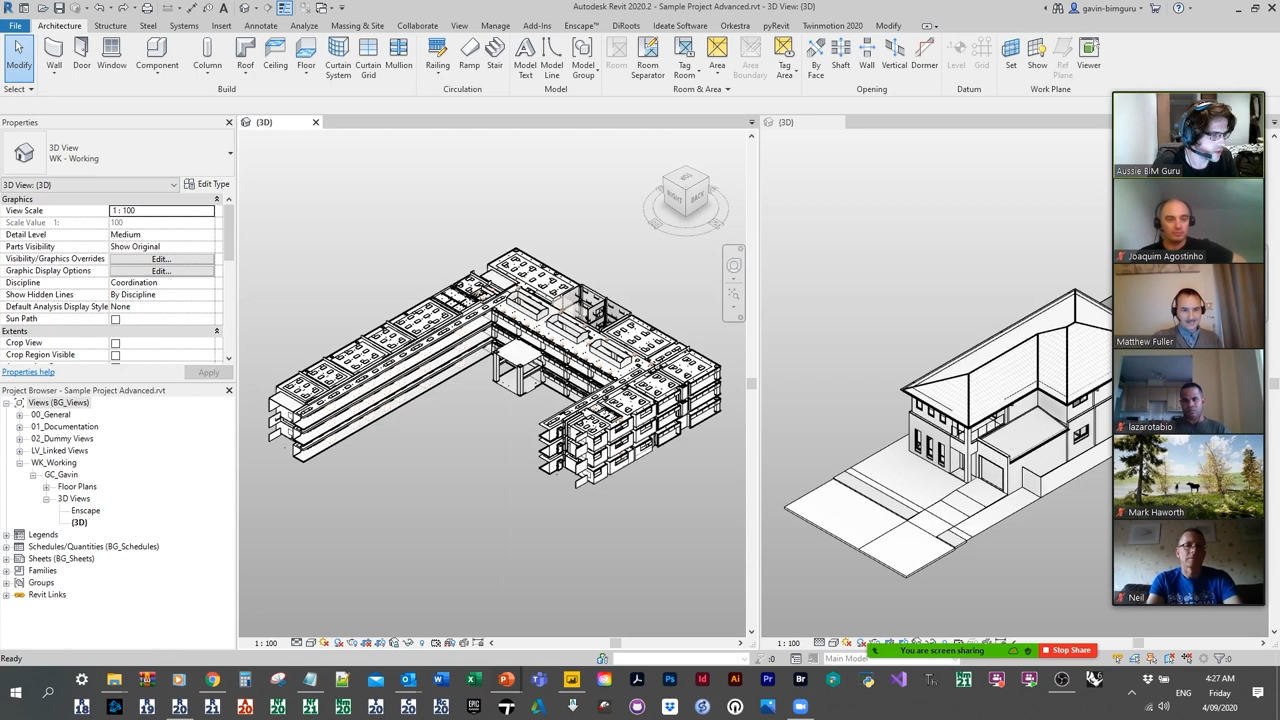 Autodesk Revit 2020.2 - Sample Project Advanced.rvt - 3D View: {3D}
gavin-bimguru
File Architecture Structure Steel Systems Insert Annotate Analyze Massing & Site Collaborate View Manage Add-Ins Enscape™ DiRoots Ideate Software Orkestra pyRevit Twinmotion 2020 Modify
Modify Wall Door Window Component Column Roof Ceiling Floor Curtain System Curtain Grid Mullion Railing Ramp Stair Model Text Model Line Model Group Room Room Separator Tag Room Area Area Boundary Tag Area By Face Shaft Wall Vertical Dormer Level Grid Set Show Ref Plane Viewer
Select Build Circulation Model Room & Area Opening Datum Work Plane
Properties
3D View
WK - Working
3D View: {3D} Edit Type
Graphics
View Scale 1 : 100
Scale Value 1: 100
Detail Level Medium
Parts Visibility Show Original
Visibility/Graphics Overrides Edit...
Graphic Display Options Edit...
Discipline Coordination
Show Hidden Lines By Discipline
Default Analysis Display Style None
Sun Path
Extents
Crop View
Crop Region Visible
Properties help Apply
Project Browser - Sample Project Advanced.rvt
Views (BG_Views)
00_General
01_Documentation
02_Dummy Views
LV_Linked Views
WK_Working
GC_Gavin
Floor Plans
3D Views
Enscape
{3D}
Legends
Schedules/Quantities (BG_Schedules)
Sheets (BG_Sheets)
Families
Groups
Revit Links
{3D}
RIGHT BACK
1 : 100
{3D}
1 : 100
Aussie BIM Guru
Joaquim Agostinho
Matthew Fuller
lazarotabio
Mark Haworth
Neil
You are screen sharing Stop Share
Ready
:0
Main Model
:0
4:27 AM
ENG Friday
4/09/2020